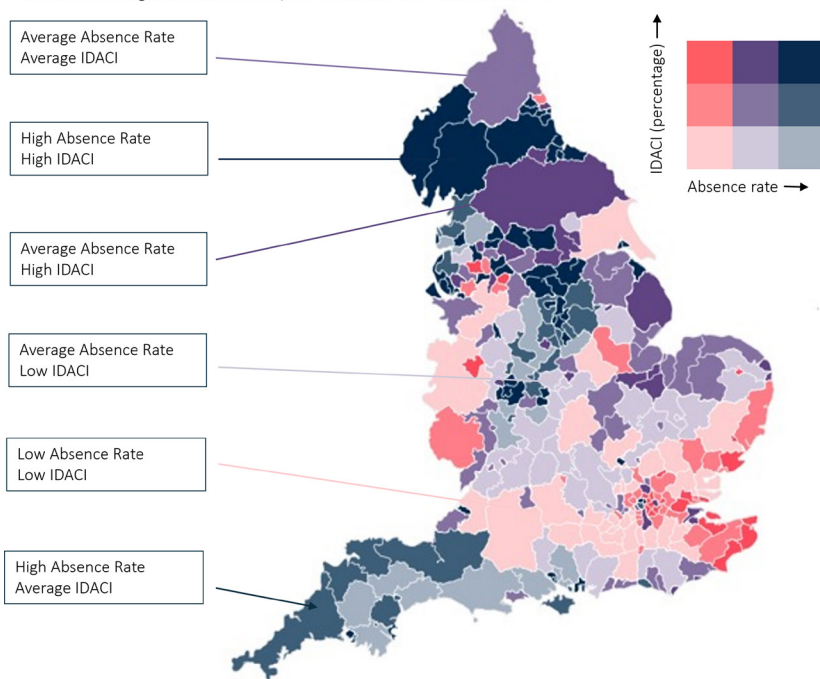 Average Absence Rate
Average IDACI
High Absence Rate
High IDACI
Average Absence Rate
High IDACI
Average Absence Rate
Low IDACI
Low Absence Rate
Low IDACI
High Absence Rate
Average IDACI
IDACI (percentage)
Absence rate